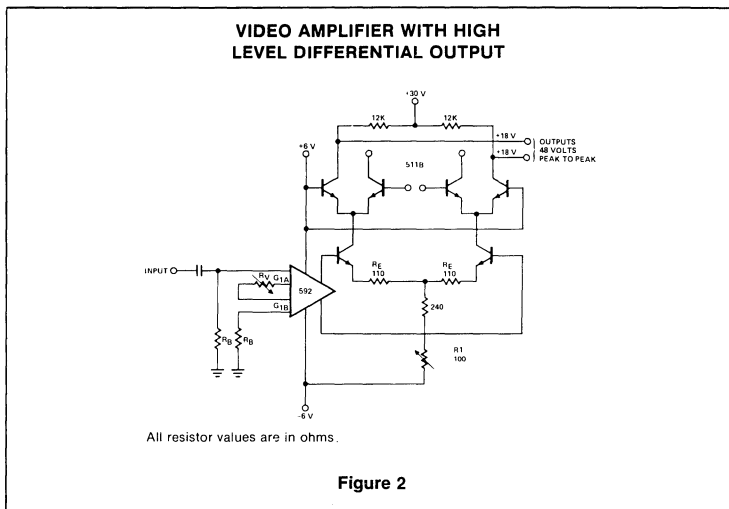 VIDEO AMPLIFIER WITH HIGH
LEVEL DIFFERENTIAL OUTPUT
+30 V
12K 12K
+6 V
+18 V
+18 V
OUTPUTS
48 VOLTS
PEAK TO PEAK
511B
INPUT
RV
G1A
G1B
592
RE
110
RE
110
240
RB
RB
R1
100
-6 V
All resistor values are in ohms.
Figure 2